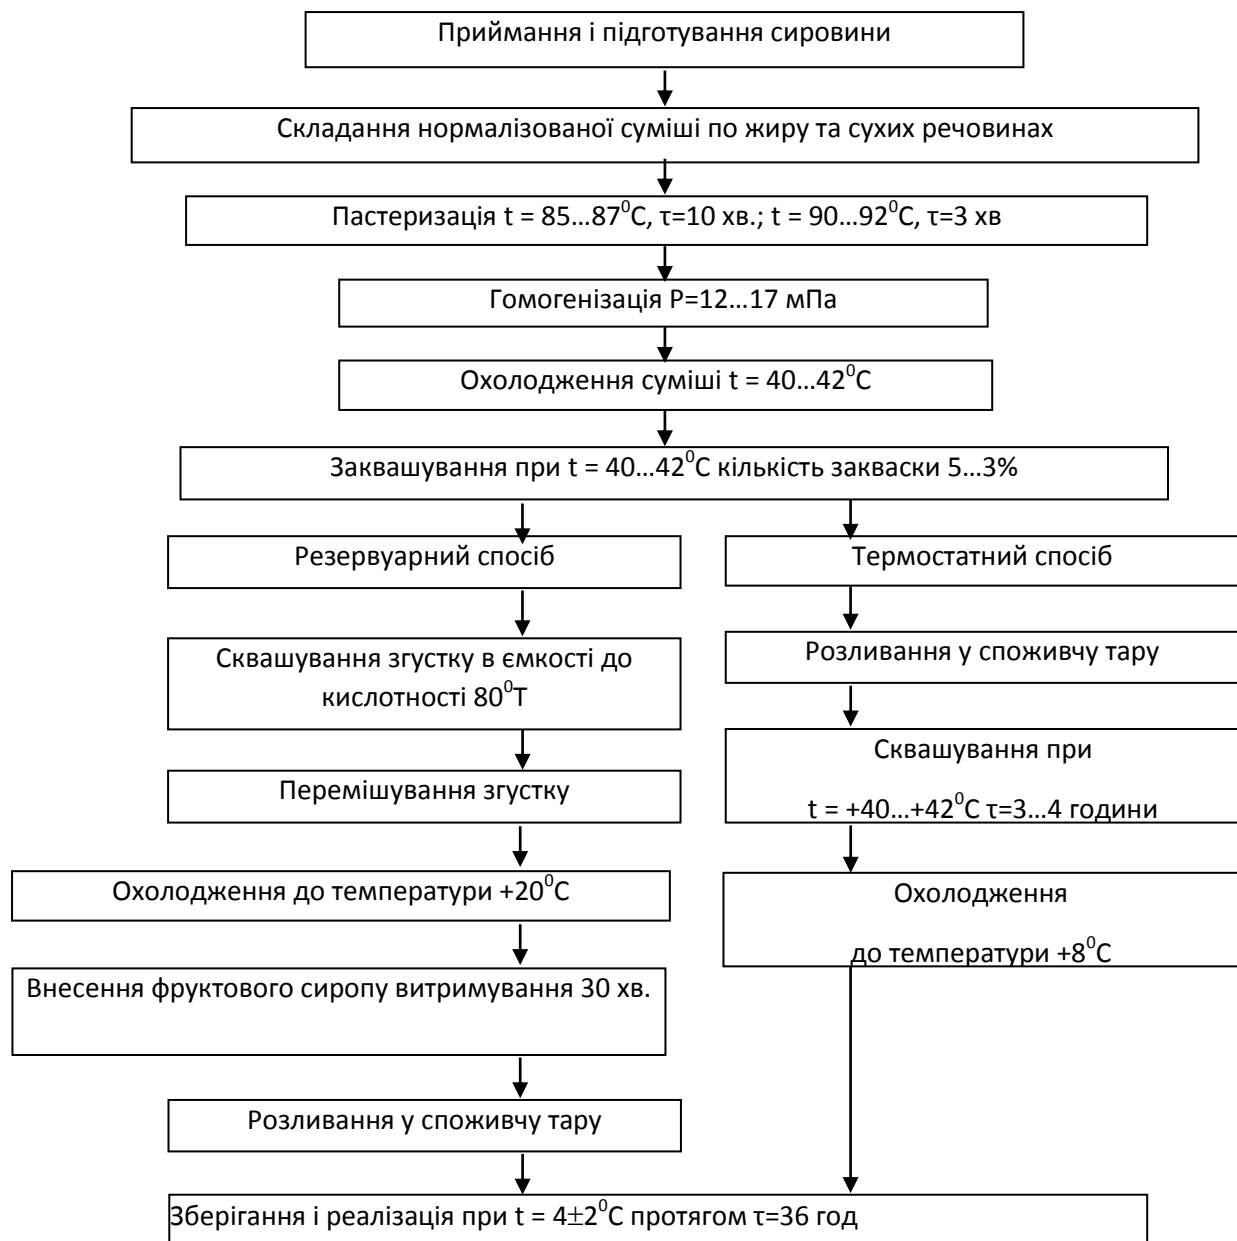 Приймання і підготування сировини
Складання нормалізованої суміші по жиру та сухих речовинах
Пастеризація t = 85...87⁰C, τ=10 хв.; t = 90...92⁰C, τ=3 хв
Гомогенізація P=12...17 мПа
Охолодження суміші t = 40...42⁰C
Заквашування при t = 40...42⁰C кількість закваски 5...3%
Резервуарний спосіб
Сквашування згустку в ємкості до
кислотності 80⁰Т
Перемішування згустку
Охолодження до температури +20⁰C
Внесення фруктового сиропу витримування 30 хв.
Розливання у споживчу тару
Термостатний спосіб
Розливання у споживчу тару
Сквашування при
t = +40...+42⁰C τ=3...4 години
Охолодження
до температури +8⁰C
Зберігання і реалізація при t = 4±2⁰C протягом τ=36 год